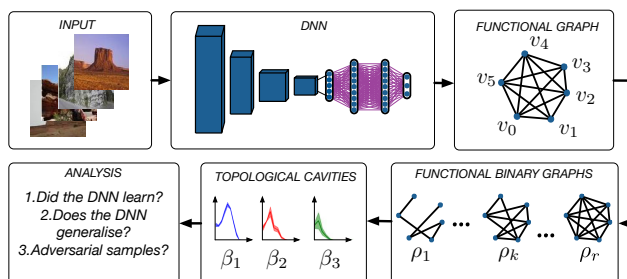 INPUT
DNN
FUNCTIONAL GRAPH
v4
v3
v5
v2
v0
v1
ANALYSIS
1.Did the DNN learn?
2.Does the DNN
generalise?
3.Adversarial samples?
TOPOLOGICAL CAVITIES
β1 β2 β3
FUNCTIONAL BINARY GRAPHS
... ...
ρ1 ρk ρr